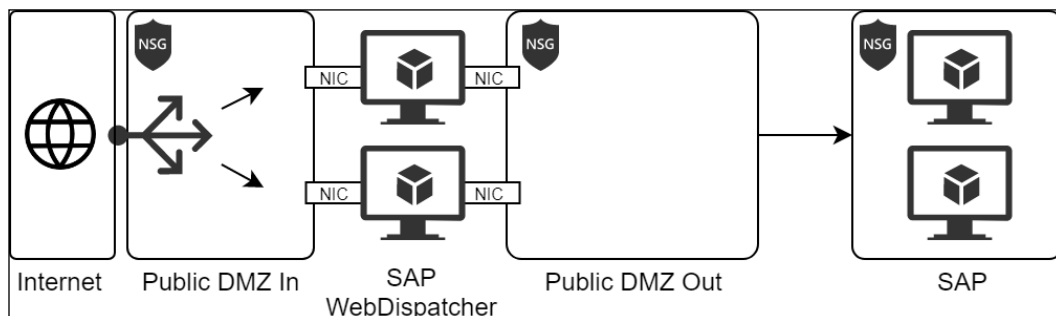 NSG
NSG
NSG
NIC
NIC
NIC
NIC
Internet
Public DMZ In
SAP
WebDispatcher
Public DMZ Out
SAP